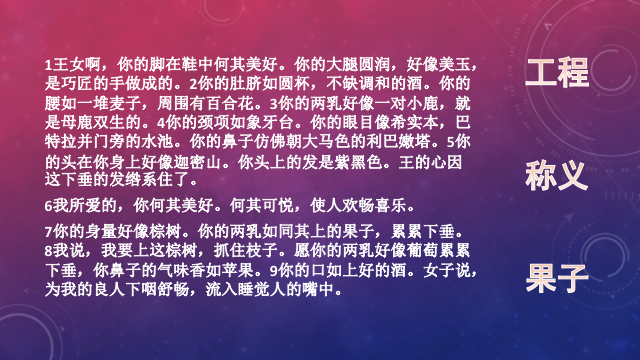 1王女啊，你的脚在鞋中何其美好。你的大腿圆润，好像美玉，
是巧匠的手做成的。2你的肚脐如圆杯，不缺调和的酒。你的
腰如一堆麦子，周围有百合花。3你的两乳好像一对小鹿，就
是母鹿双生的。4你的颈项如象牙台。你的眼目像希实本，巴
特拉并门旁的水池。你的鼻子仿佛朝大马色的利巴嫩塔。5你
的头在你身上好像迦密山。你头上的发是紫黑色。王的心因
这下垂的发绺系住了。
6我所爱的，你何其美好。何其可悦，使人欢畅喜乐。
7你的身量好像棕树。你的两乳如同其上的果子，累累下垂。
8我说，我要上这棕树，抓住枝子。愿你的两乳好像葡萄累累
下垂，你鼻子的气味香如苹果。9你的口如上好的酒。女子说，
为我的良人下咽舒畅，流入睡觉人的嘴中。
工程
称义
果子